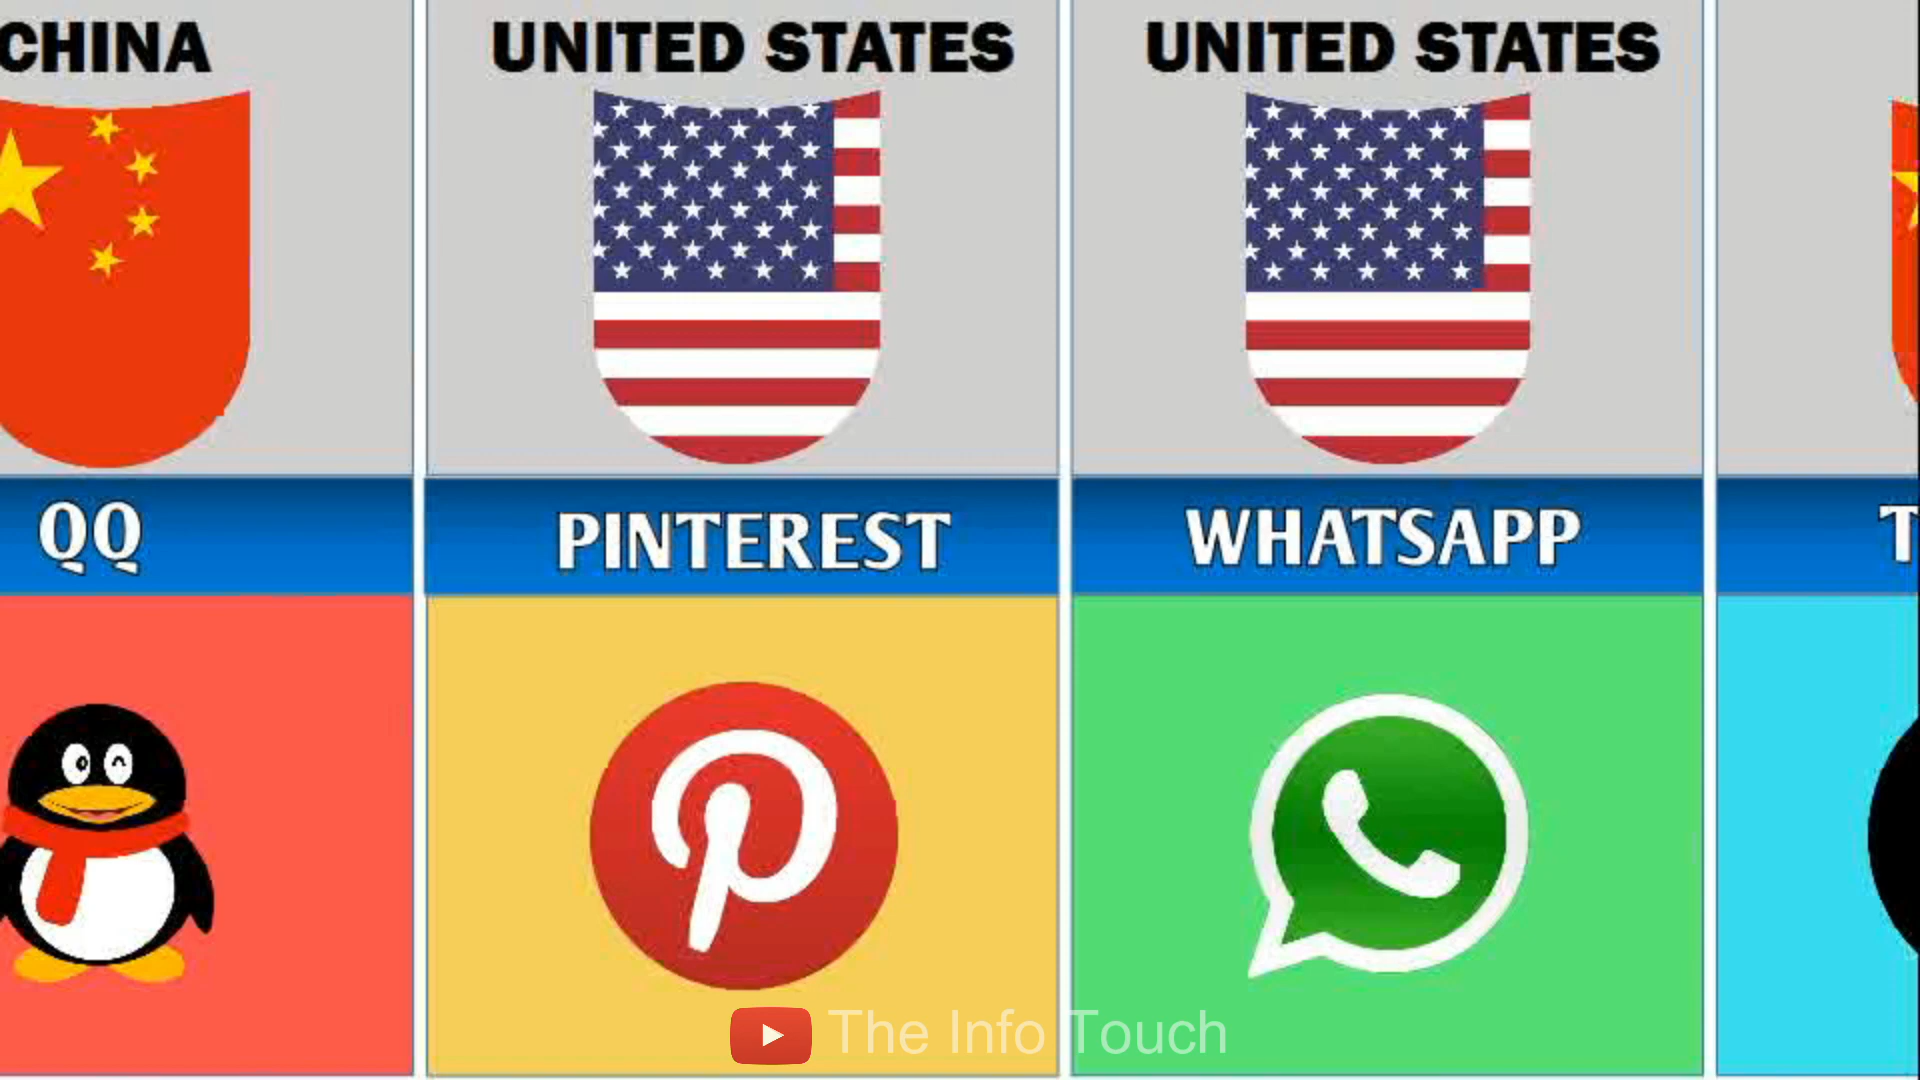 CHINA
UNITED STATES
UNITED STATES
QQ
PINTEREST
WHATSAPP
T
The Info Touch